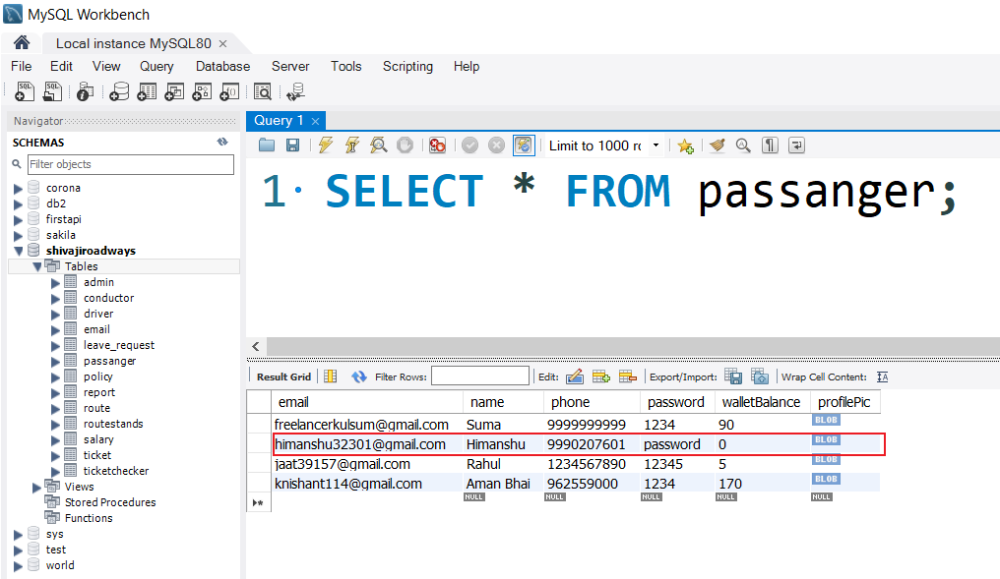 MySQL Workbench
Local instance MySQL80 ×
File Edit View Query Database Server Tools Scripting Help
SQL SQL
Navigator
SCHEMAS
Filter objects
corona
db2
firstapi
sakila
shivajiroadways
Tables
admin
conductor
driver
email
leave_request
passanger
policy
report
route
routestands
salary
ticket
ticketchecker
Views
Stored Procedures
Functions
sys
test
world
Query 1 ×
Limit to 1000 r
1 SELECT * FROM passanger;
Result Grid Filter Rows: Edit: Export/Import: Wrap Cell Content: IA
email name phone password walletBalance profilePic
freelancerkulsum@gmail.com Suma 9999999999 1234 90 BLOB
himanshu32301@gmail.com Himanshu 9990207601 password 0 BLOB
jaat39157@gmail.com Rahul 1234567890 12345 5 BLOB
knishant114@gmail.com Aman Bhai 962559000 1234 170 BLOB
NULL NULL NULL NULL NULL